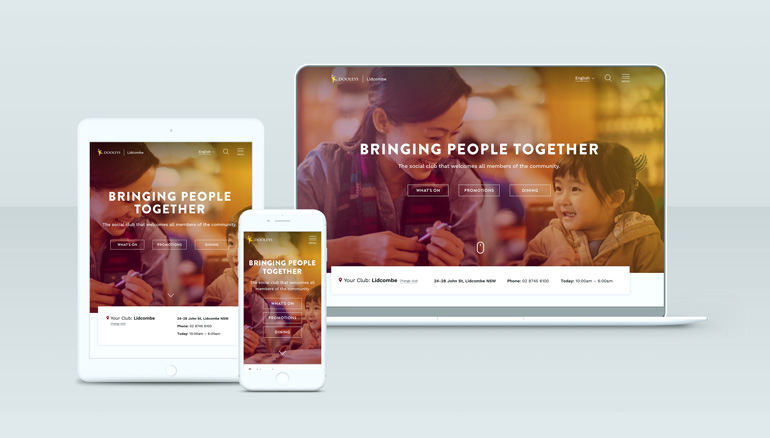 DOOLEYS Lidcombe
English
BRINGING PEOPLE TOGETHER
The social club that welcomes all members of the community.
WHAT'S ON PROMOTIONS DINING
Your Club: Lidcombe Change club 24-28 John St, Lidcombe NSW Phone: 02 8746 6100 Today: 10:00am – 6:00am
DOOLEYS Lidcombe
English
BRINGING PEOPLE
TOGETHER
The social club that welcomes all members of the community.
WHAT'S ON PROMOTIONS DINING
Your Club: Lidcombe
Change club
24-28 John St, Lidcombe NSW
Phone: 02 8746 6100
Today: 10:00am – 6:00am
DOOLEYS
BRINGING PEOPLE
TOGETHER
The social club that welcomes all
members of the community.
WHAT'S ON
PROMOTIONS
DINING